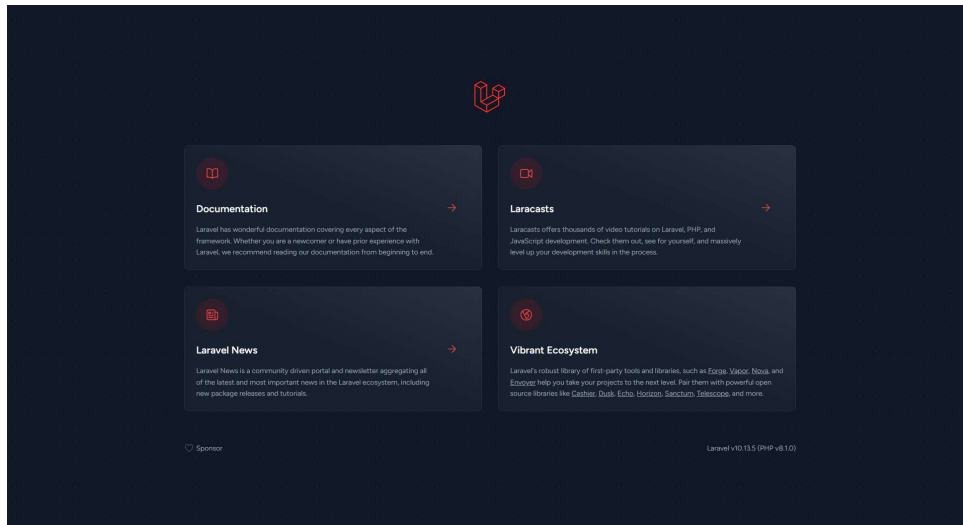 Documentation
Laravel has wonderful documentation covering every aspect of the
framework. Whether you are a newcomer or have prior experience with
Laravel, we recommend reading our documentation from beginning to end.
Laracasts
Laracasts offers thousands of video tutorials on Laravel, PHP, and
JavaScript development. Check them out, see for yourself, and massively
level up your development skills in the process.
Laravel News
Laravel News is a community driven portal and newsletter aggregating all
of the latest and most important news in the Laravel ecosystem, including
new package releases and tutorials.
Vibrant Ecosystem
Laravel's robust library of first-party tools and libraries, such as Forge, Vapor, Nova, and
Envoyer help you take your projects to the next level. Pair them with powerful open
source libraries like Cashier, Dusk, Echo, Horizon, Sanctum, Telescope, and more.
Sponsor
Laravel v10.13.5 (PHP v8.1.0)